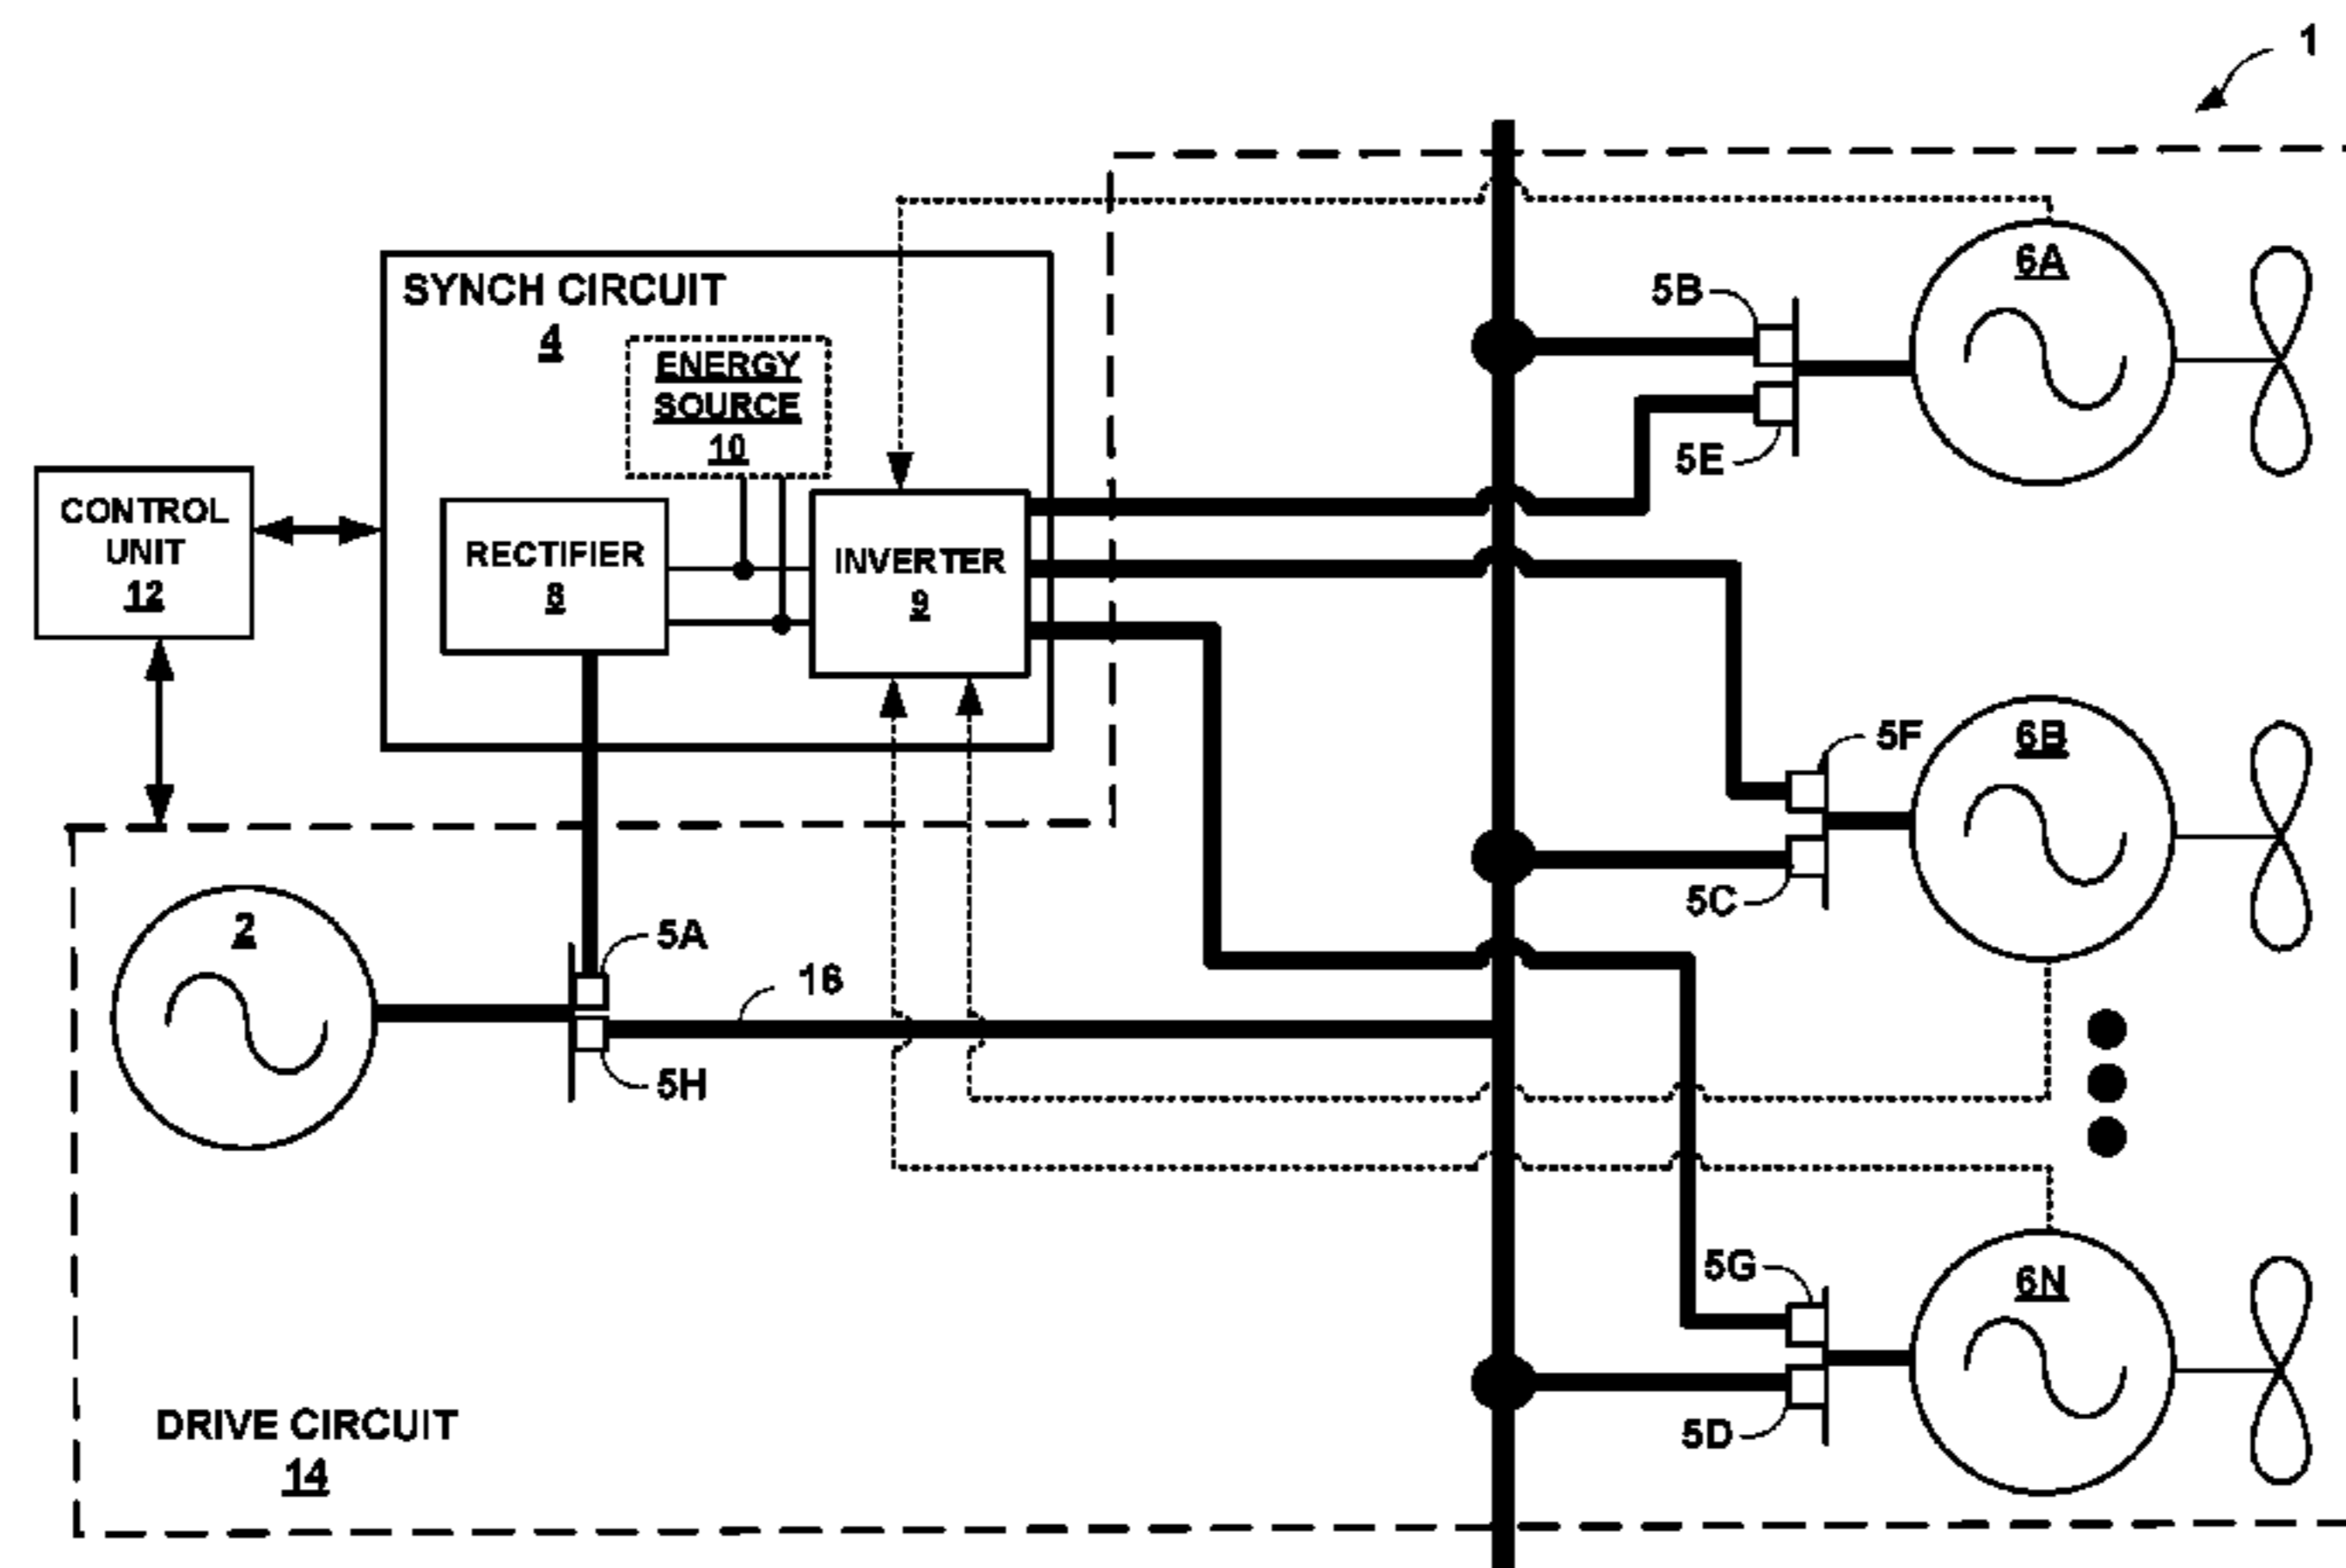 1
6A
5B
SYNCH CIRCUIT
4
ENERGY
SOURCE
10
5E
CONTROL
UNIT
12
RECTIFIER
8
INVERTER
9
5F
6B
5C
2
5A
16
5H
5G
6N
5D
DRIVE CIRCUIT
14